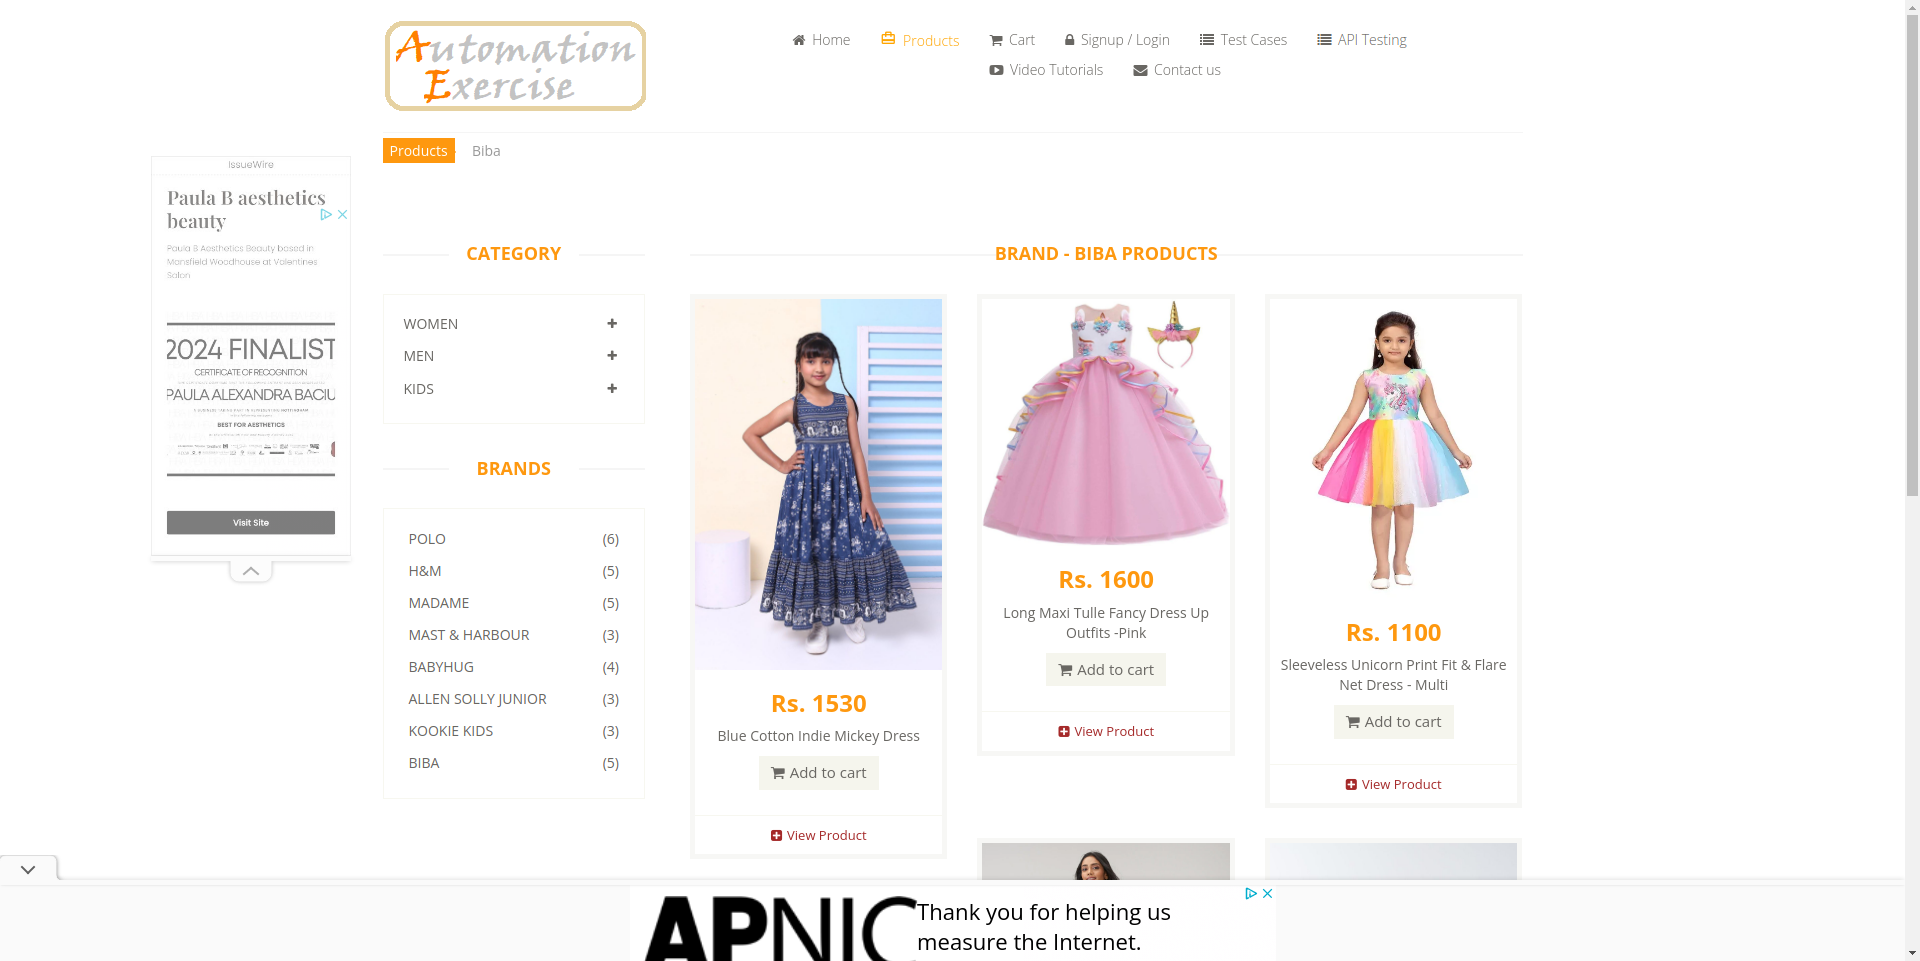 Automation
Exercise
Home
Products
Cart
Signup / Login
Test Cases
API Testing
Video Tutorials
Contact us
Products
Biba
IssueWire
Paula B aesthetics
beauty
Paula B Aesthetics Beauty based in
Mansfield Woodhouse at Valentines
Salon
2024 FINALIST
CERTIFICATE OF RECOGNITION
PAULA ALEXANDRA BACIU
BEST FOR AESTHETICS
Visit Site
CATEGORY
WOMEN
MEN
KIDS
BRANDS
POLO (6)
H&M (5)
MADAME (5)
MAST & HARBOUR (3)
BABYHUG (4)
ALLEN SOLLY JUNIOR (3)
KOOKIE KIDS (3)
BIBA (5)
BRAND - BIBA PRODUCTS
Rs. 1530
Blue Cotton Indie Mickey Dress
Add to cart
View Product
Rs. 1600
Long Maxi Tulle Fancy Dress Up
Outfits -Pink
Add to cart
View Product
Rs. 1100
Sleeveless Unicorn Print Fit & Flare
Net Dress - Multi
Add to cart
View Product
APNIC
Thank you for helping us
measure the Internet.